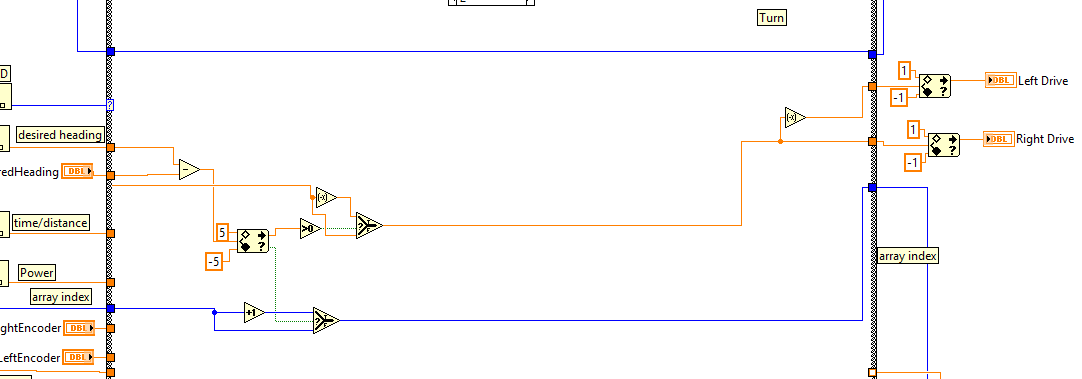 Turn
D
1
-1
DBL
Left Drive
?
desired heading
1
-1
DBL
Right Drive
redHeading
DBL
-
(-x)
(-x)
time/distance
5
-5
>0
?
T
F
Power
array index
array index
+1
?
T
F
ghtEncoder
DBL
LeftEncoder
DBL